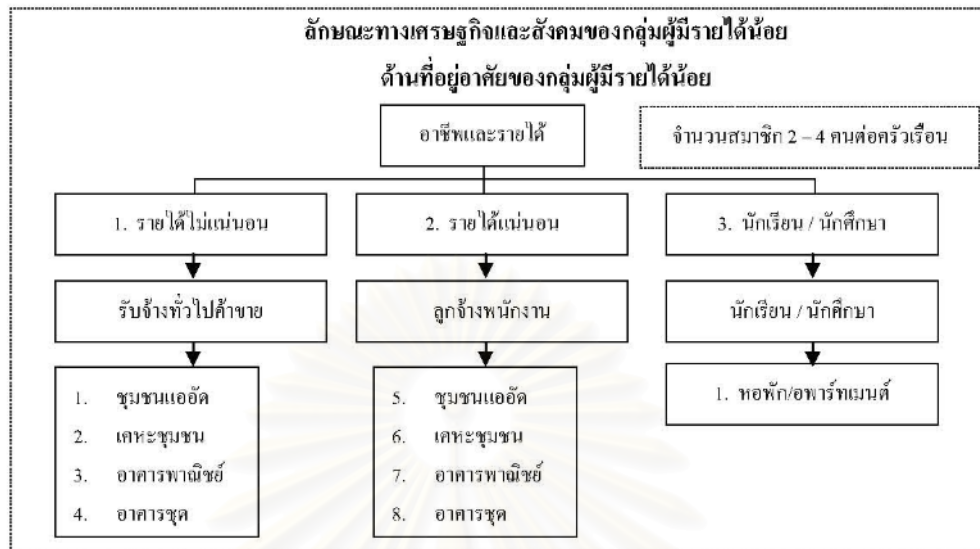 ลักษณะทางเศรษฐกิจและสังคมของกลุ่มผู้มีรายได้น้อย
ด้านที่อยู่อาศัยของกลุ่มผู้มีรายได้น้อย
อาชีพและรายได้
จำนวนสมาชิก 2 – 4 คนต่อครัวเรือน
1. รายได้ไม่แน่นอน
2. รายได้แน่นอน
3. นักเรียน / นักศึกษา
รับจ้างทั่วไปค้าขาย
ลูกจ้างพนักงาน
นักเรียน / นักศึกษา
1. ชุมชนแออัด
2. เคหะชุมชน
3. อาคารพาณิชย์
4. อาคารชุด
5. ชุมชนแออัด
6. เคหะชุมชน
7. อาคารพาณิชย์
8. อาคารชุด
1. หอพัก/อพาร์ทเมนต์